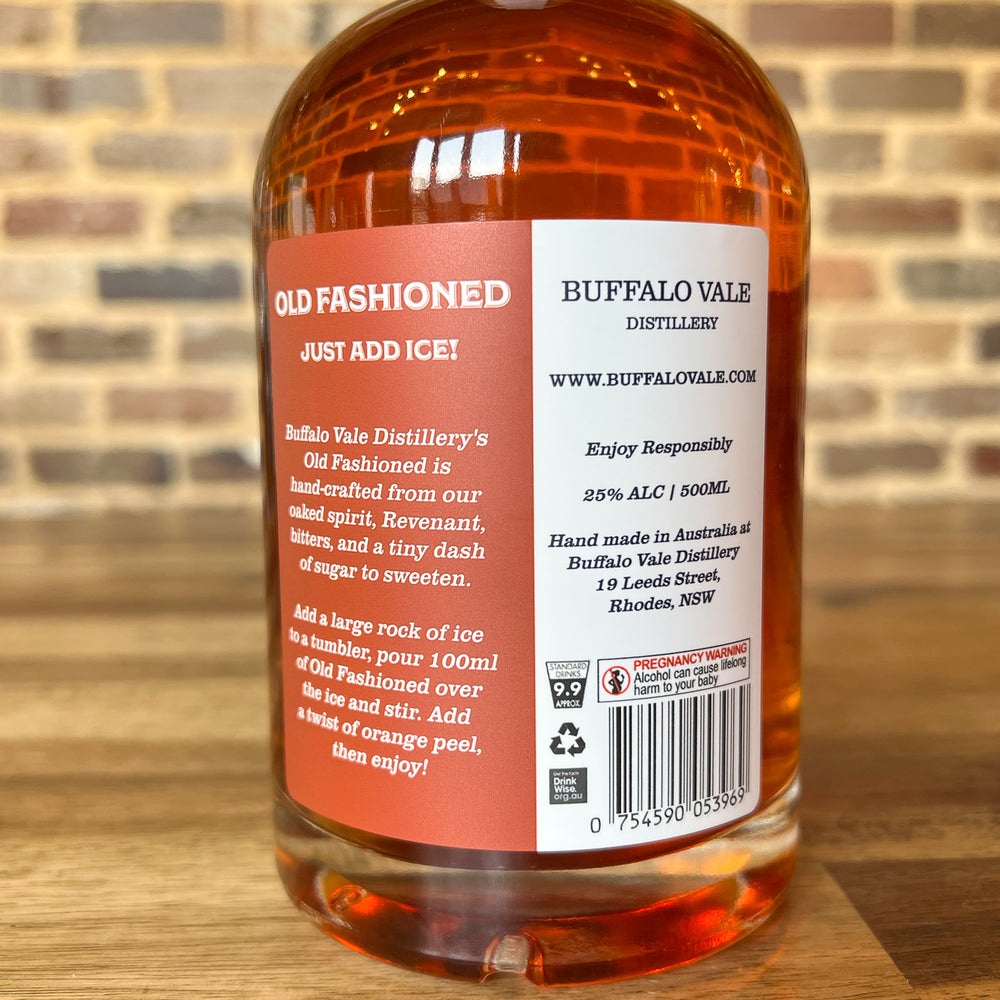 OLD FASHIONED
JUST ADD ICE!
Buffalo Vale Distillery's
Old Fashioned is
hand-crafted from our
oaked spirit, Revenant,
bitters, and a tiny dash
of sugar to sweeten.
Add a large rock of ice
to a tumbler, pour 100ml
of Old Fashioned over
the ice and stir. Add
a twist of orange peel,
then enjoy!
BUFFALO VALE
DISTILLERY
WWW.BUFFALOVALE.COM
Enjoy Responsibly
25% ALC | 500ML
Hand made in Australia at
Buffalo Vale Distillery
19 Leeds Street,
Rhodes, NSW
STANDARD
DRINKS
9.9
APPROX.
PREGNANCY WARNING
Alcohol can cause lifelong
harm to your baby
Get the facts
Drink
Wise.
org.au
0 754590 053969